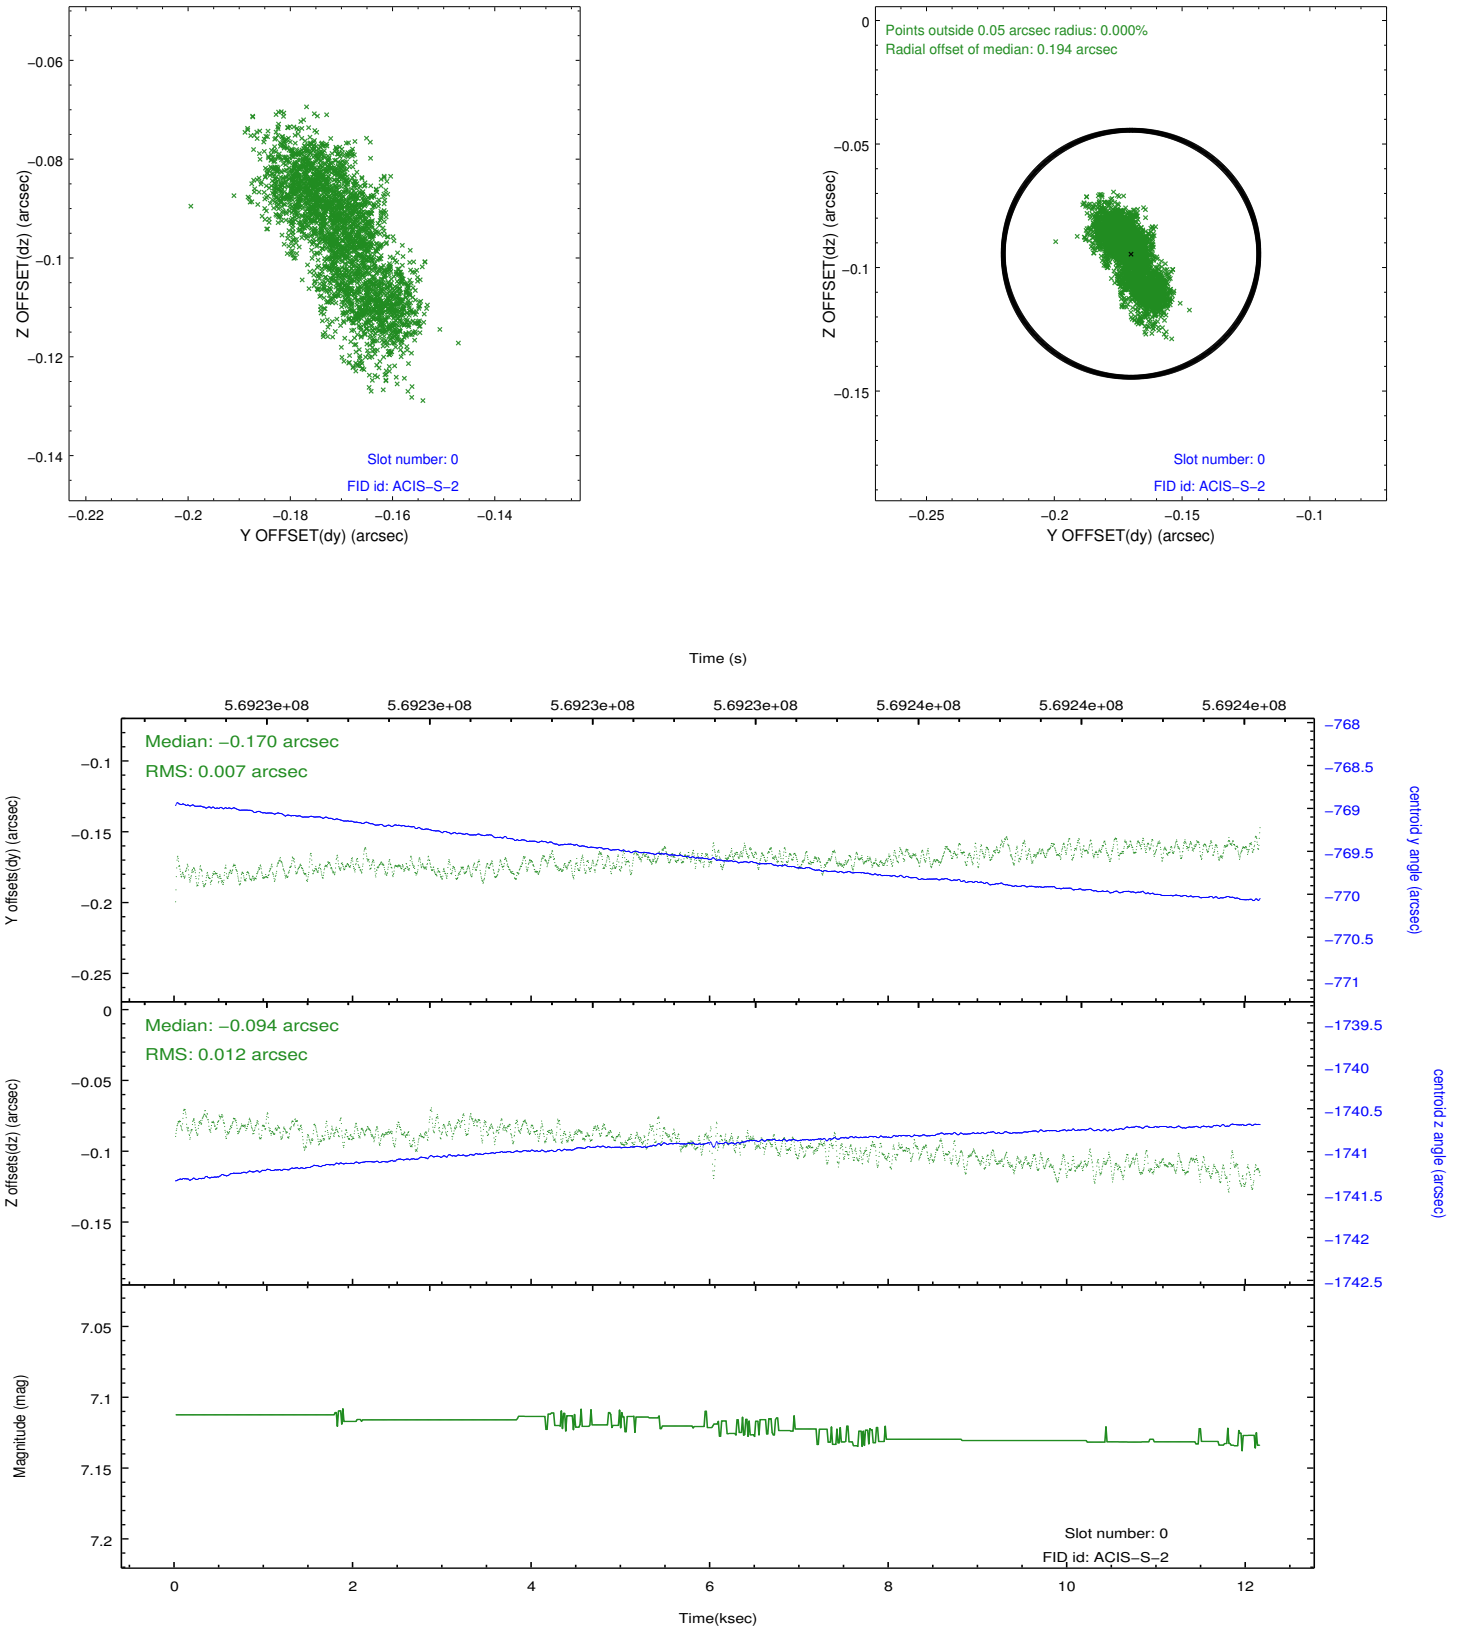 −0.06
−0.08
−0.1
−0.12
−0.14
Z OFFSET(dz) (arcsec)
Slot number: 0
FID id: ACIS−S−2
−0.22
−0.2
−0.18
−0.16
−0.14
Y OFFSET(dy) (arcsec)
Points outside 0.05 arcsec radius: 0.000%
Radial offset of median: 0.194 arcsec
0
−0.05
−0.1
−0.15
Z OFFSET(dz) (arcsec)
Slot number: 0
FID id: ACIS−S−2
−0.25
−0.2
−0.15
−0.1
Y OFFSET(dy) (arcsec)
Time (s)
5.6923e+08
5.6923e+08
5.6923e+08
5.6923e+08
5.6924e+08
5.6924e+08
5.6924e+08
Median: −0.170 arcsec
RMS: 0.007 arcsec
−0.1
−0.15
−0.2
−0.25
Y offsets(dy) (arcsec)
−768
−768.5
−769
−769.5
−770
−770.5
−771
centroid y angle (arcsec)
Median: −0.094 arcsec
RMS: 0.012 arcsec
0
−0.05
−0.1
−0.15
Z offsets(dz) (arcsec)
−1739.5
−1740
−1740.5
−1741
−1741.5
−1742
−1742.5
centroid z angle (arcsec)
7.05
7.1
7.15
7.2
Magnitude (mag)
Slot number: 0
FID id: ACIS−S−2
0
2
4
6
8
10
12
Time(ksec)